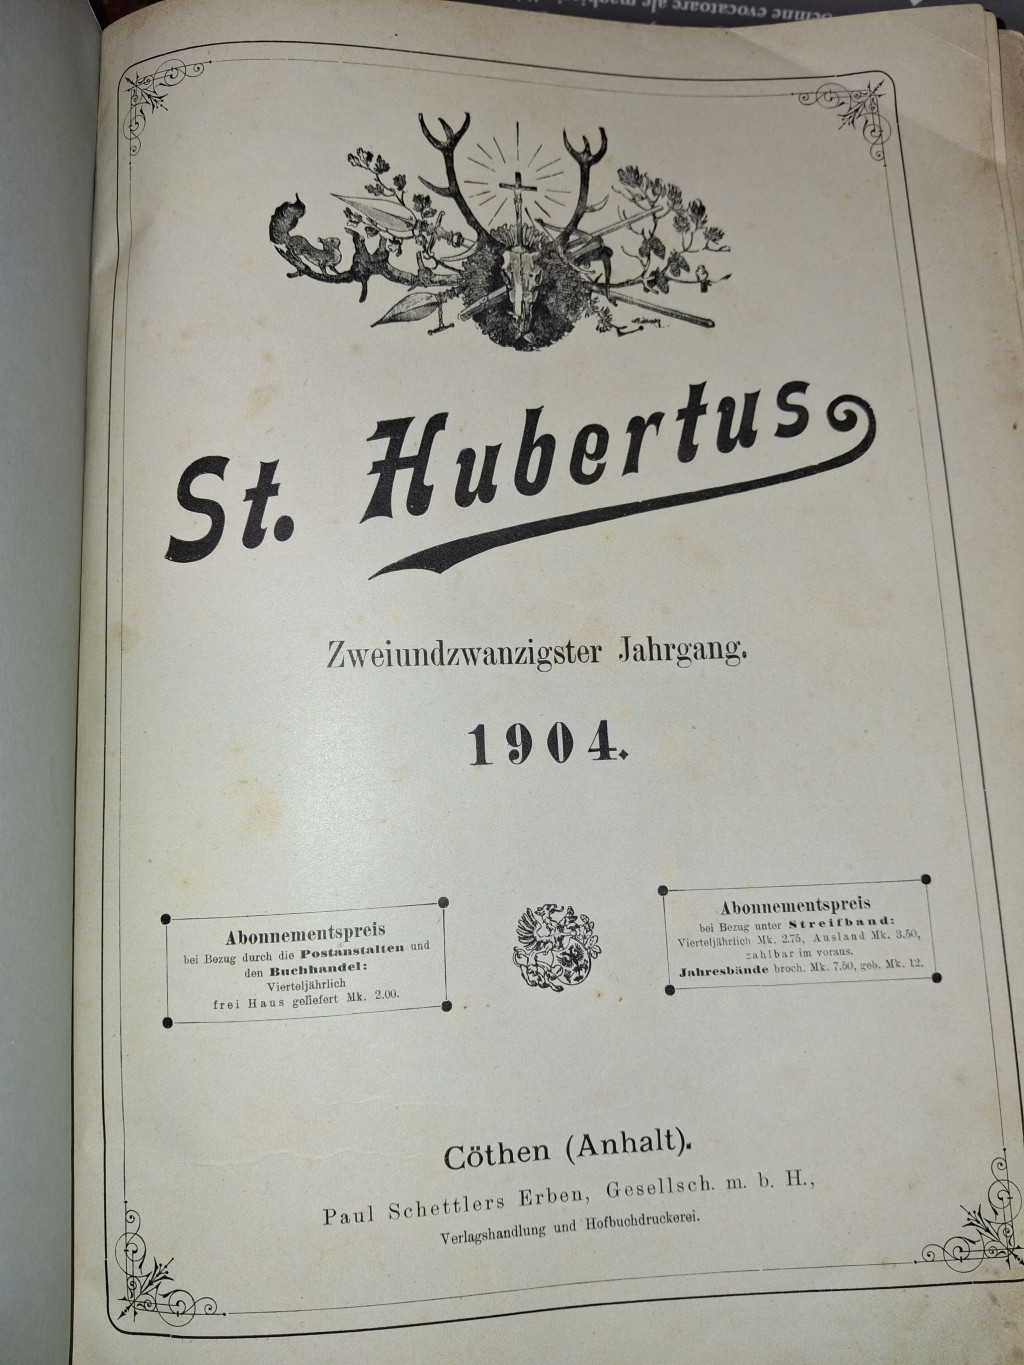 St. Hubertus
Zweiundzwanzigster Jahrgang.
1904.
Abonnementspreis
bei Bezug durch die Postanstalten und
den Buchhandel:
Vierteljährlich
frei Haus geliefert Mk. 2.00.
Abonnementspreis
bei Bezug unter Streifband:
Vierteljährlich Mk. 2.75, Ausland Mk. 3.50,
zahlbar im voraus.
Jahresbände broch. Mk. 7.50, geb. Mk. 12.
Cöthen (Anhalt).
Paul Schettlers Erben, Gesellsch. m. b. H.,
Verlagshandlung und Hofbuchdruckerei.